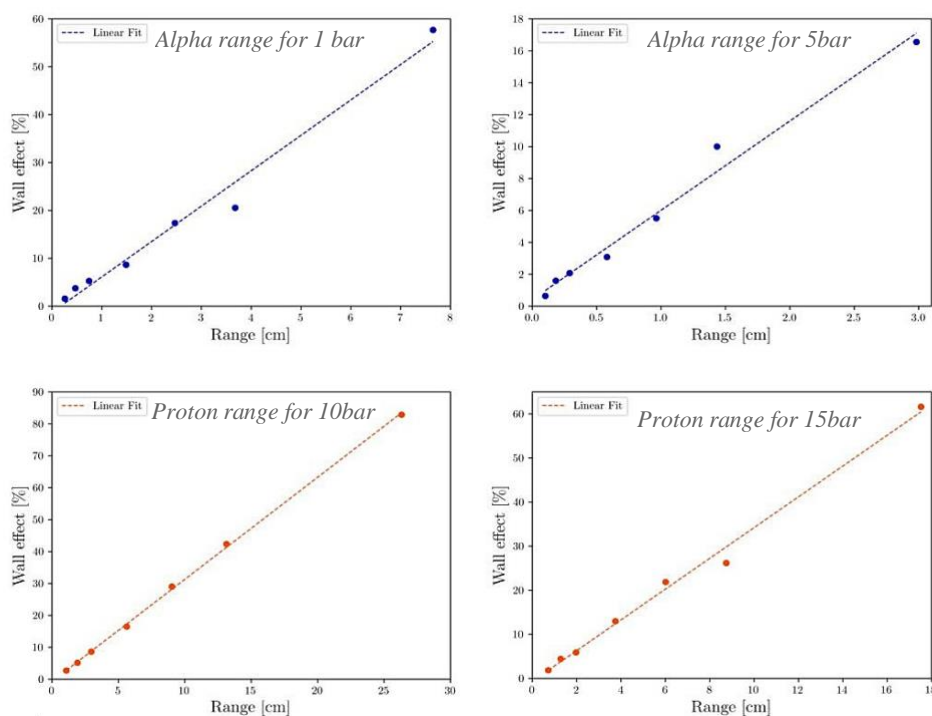 Linear Fit
Alpha range for 1 bar
60
50
40
30
20
10
0
Wall effect [%]
0 1 2 3 4 5 6 7 8
Range [cm]
Linear Fit
Alpha range for 5bar
18
16
14
12
10
8
6
4
2
0
Wall effect [%]
0.0 0.5 1.0 1.5 2.0 2.5 3.0
Range [cm]
Linear Fit
Proton range for 10bar
90
80
70
60
50
40
30
20
10
0
Wall effect [%]
0 5 10 15 20 25 30
Range [cm]
Linear Fit
Proton range for 15bar
60
50
40
30
20
10
0
Wall effect [%]
0 2 4 6 8 10 12 14 16 18
Range [cm]